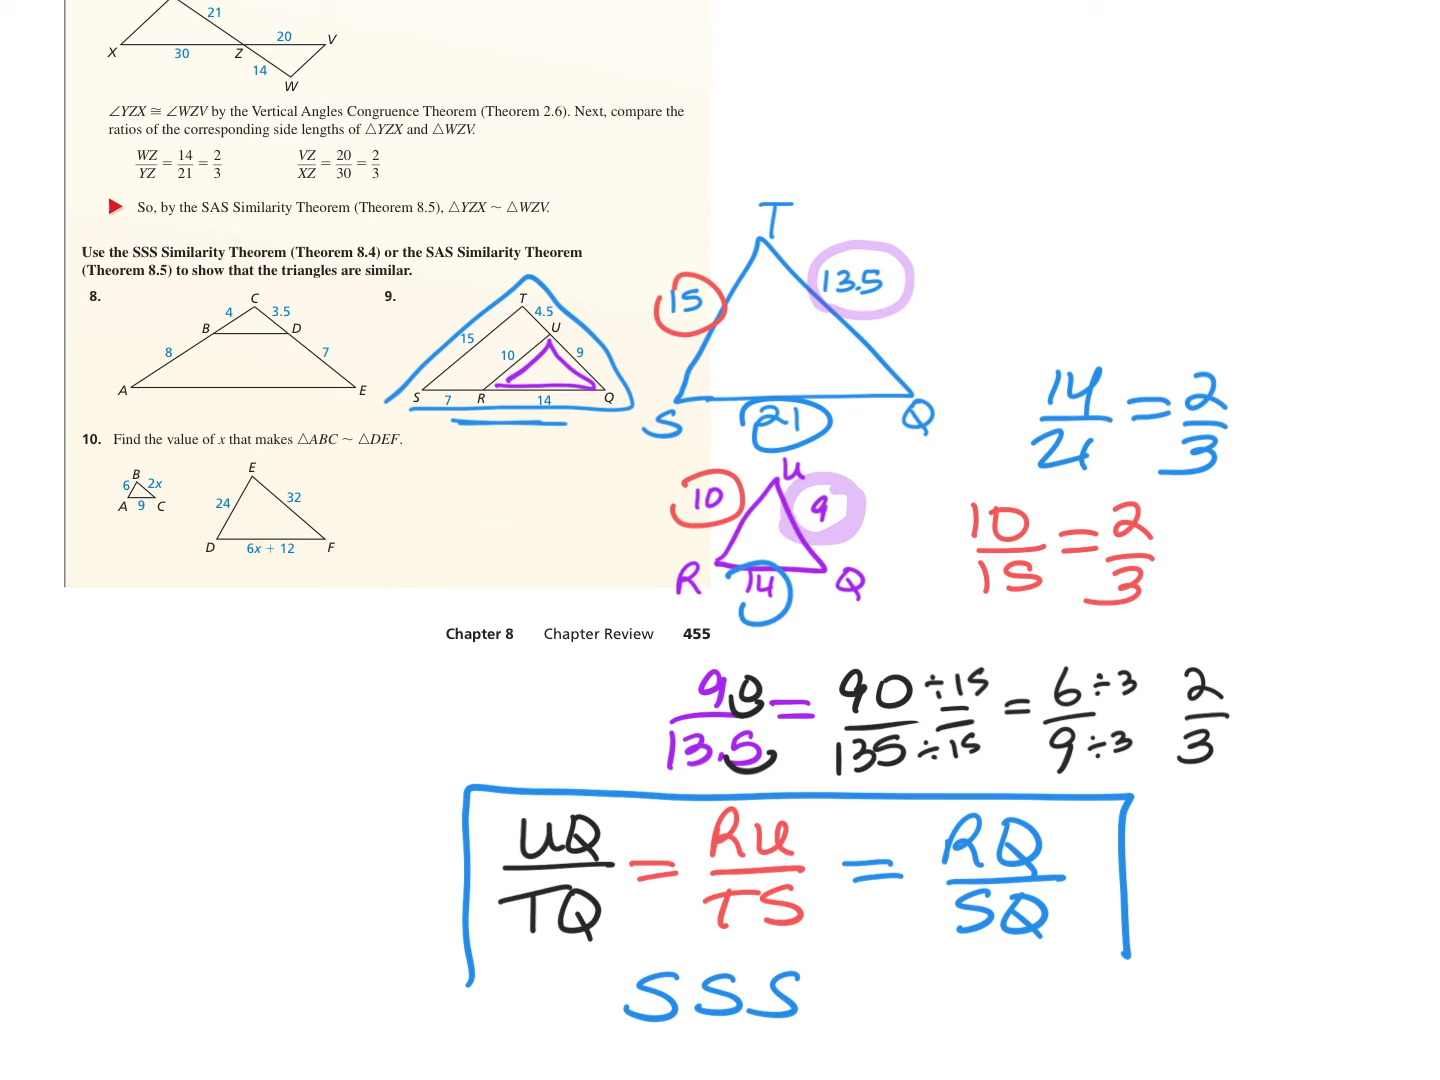 21
20
V
X
30
Z
14
W
∠YZX ≅ ∠WZV by the Vertical Angles Congruence Theorem (Theorem 2.6). Next, compare the
ratios of the corresponding side lengths of △YZX and △WZV.
WZ/YZ = 14/21 = 2/3 VZ/XZ = 20/30 = 2/3
So, by the SAS Similarity Theorem (Theorem 8.5), △YZX ~ △WZV.
Use the SSS Similarity Theorem (Theorem 8.4) or the SAS Similarity Theorem
(Theorem 8.5) to show that the triangles are similar.
8.
C
4 3.5
B D
8 7
A E
9.
T
4.5
U
15
10 9
S 7 R 14 Q
10. Find the value of x that makes △ABC ~ △DEF.
B
6 2x
A 9 C
E
24 32
D 6x + 12 F
T
15 13.5
S 21 Q
U
10 9
R 14 Q
14/21 = 2/3
10/15 = 2/3
Chapter 8 Chapter Review 455
90/13.5 = 90/135 ÷15/÷15 = 6/9 ÷3/÷3 2/3
UQ/TQ = RU/TS = RQ/SQ
SSS